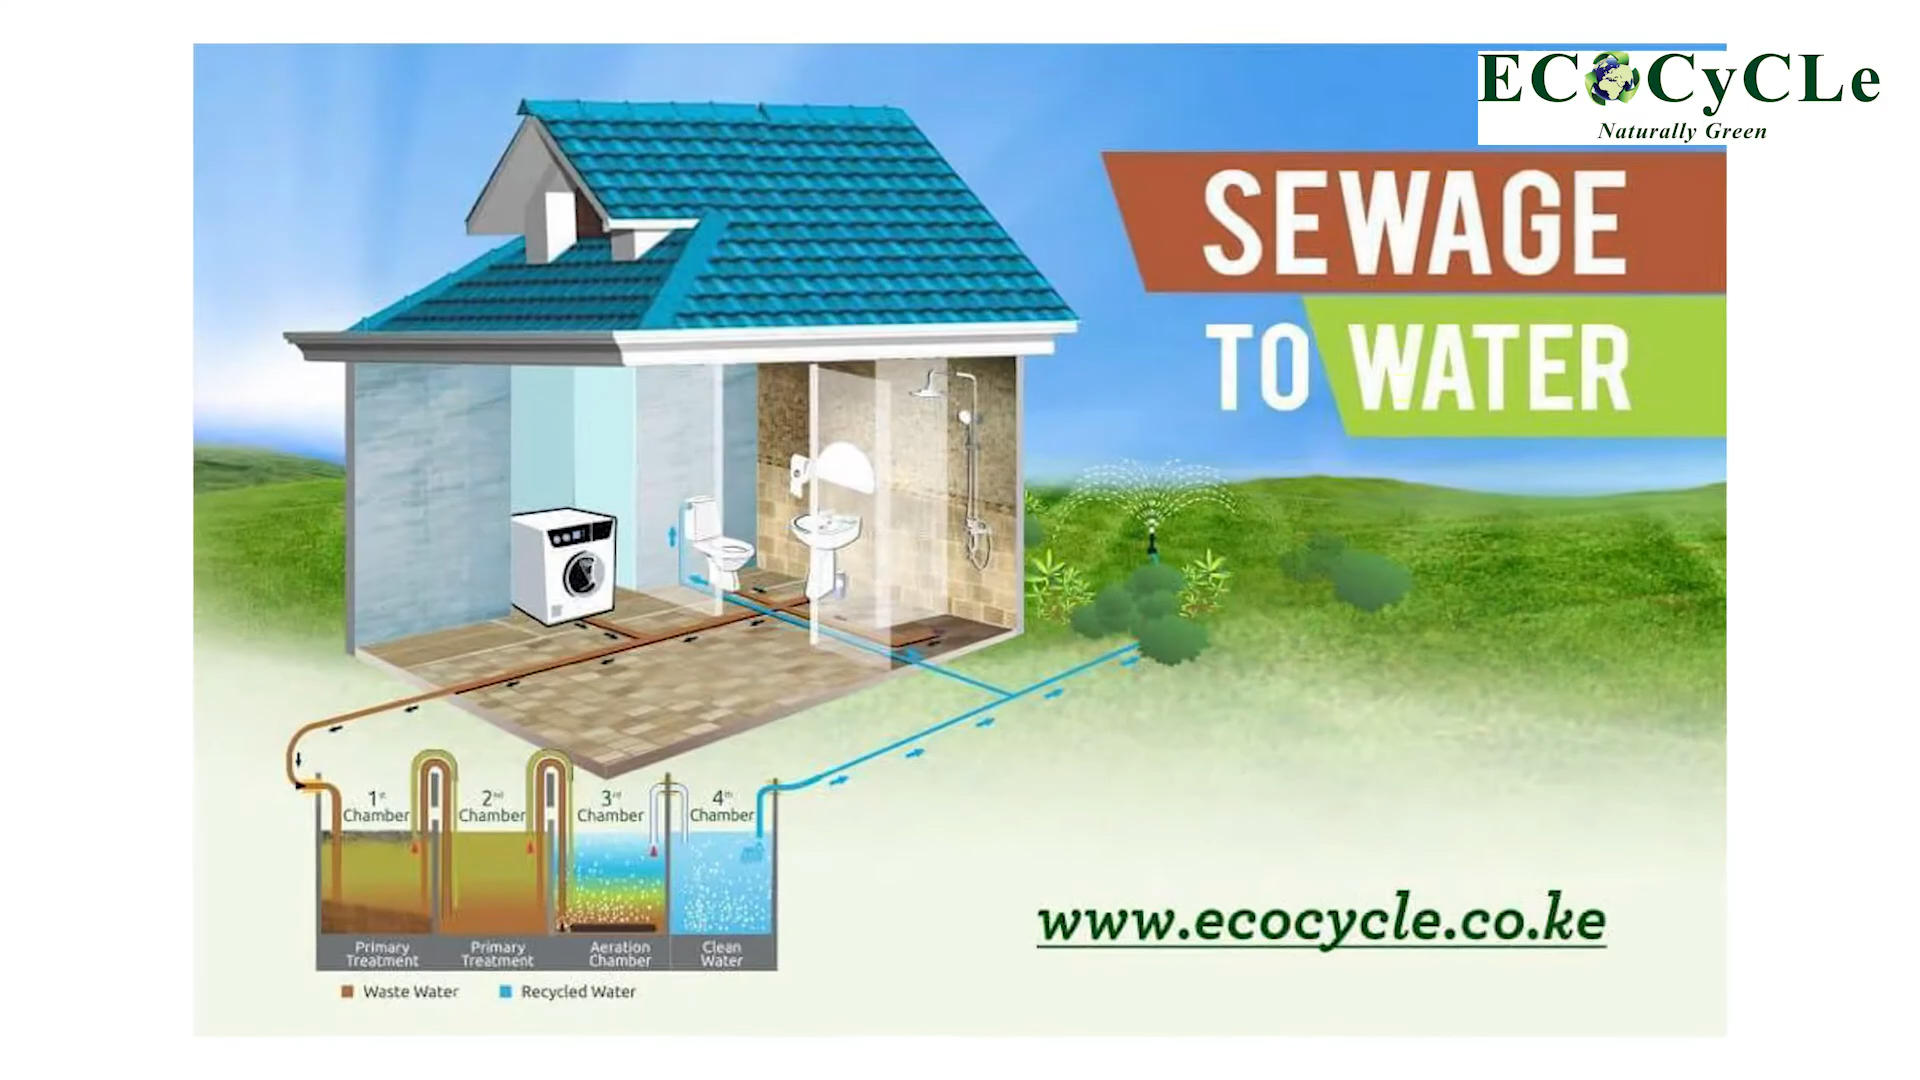 ECOCyCLe
Naturally Green
SEWAGE
TO WATER
1st Chamber
2nd Chamber
3rd Chamber
4th Chamber
Primary Treatment
Primary Treatment
Aeration Chamber
Clean Water
Waste Water
Recycled Water
www.ecocycle.co.ke